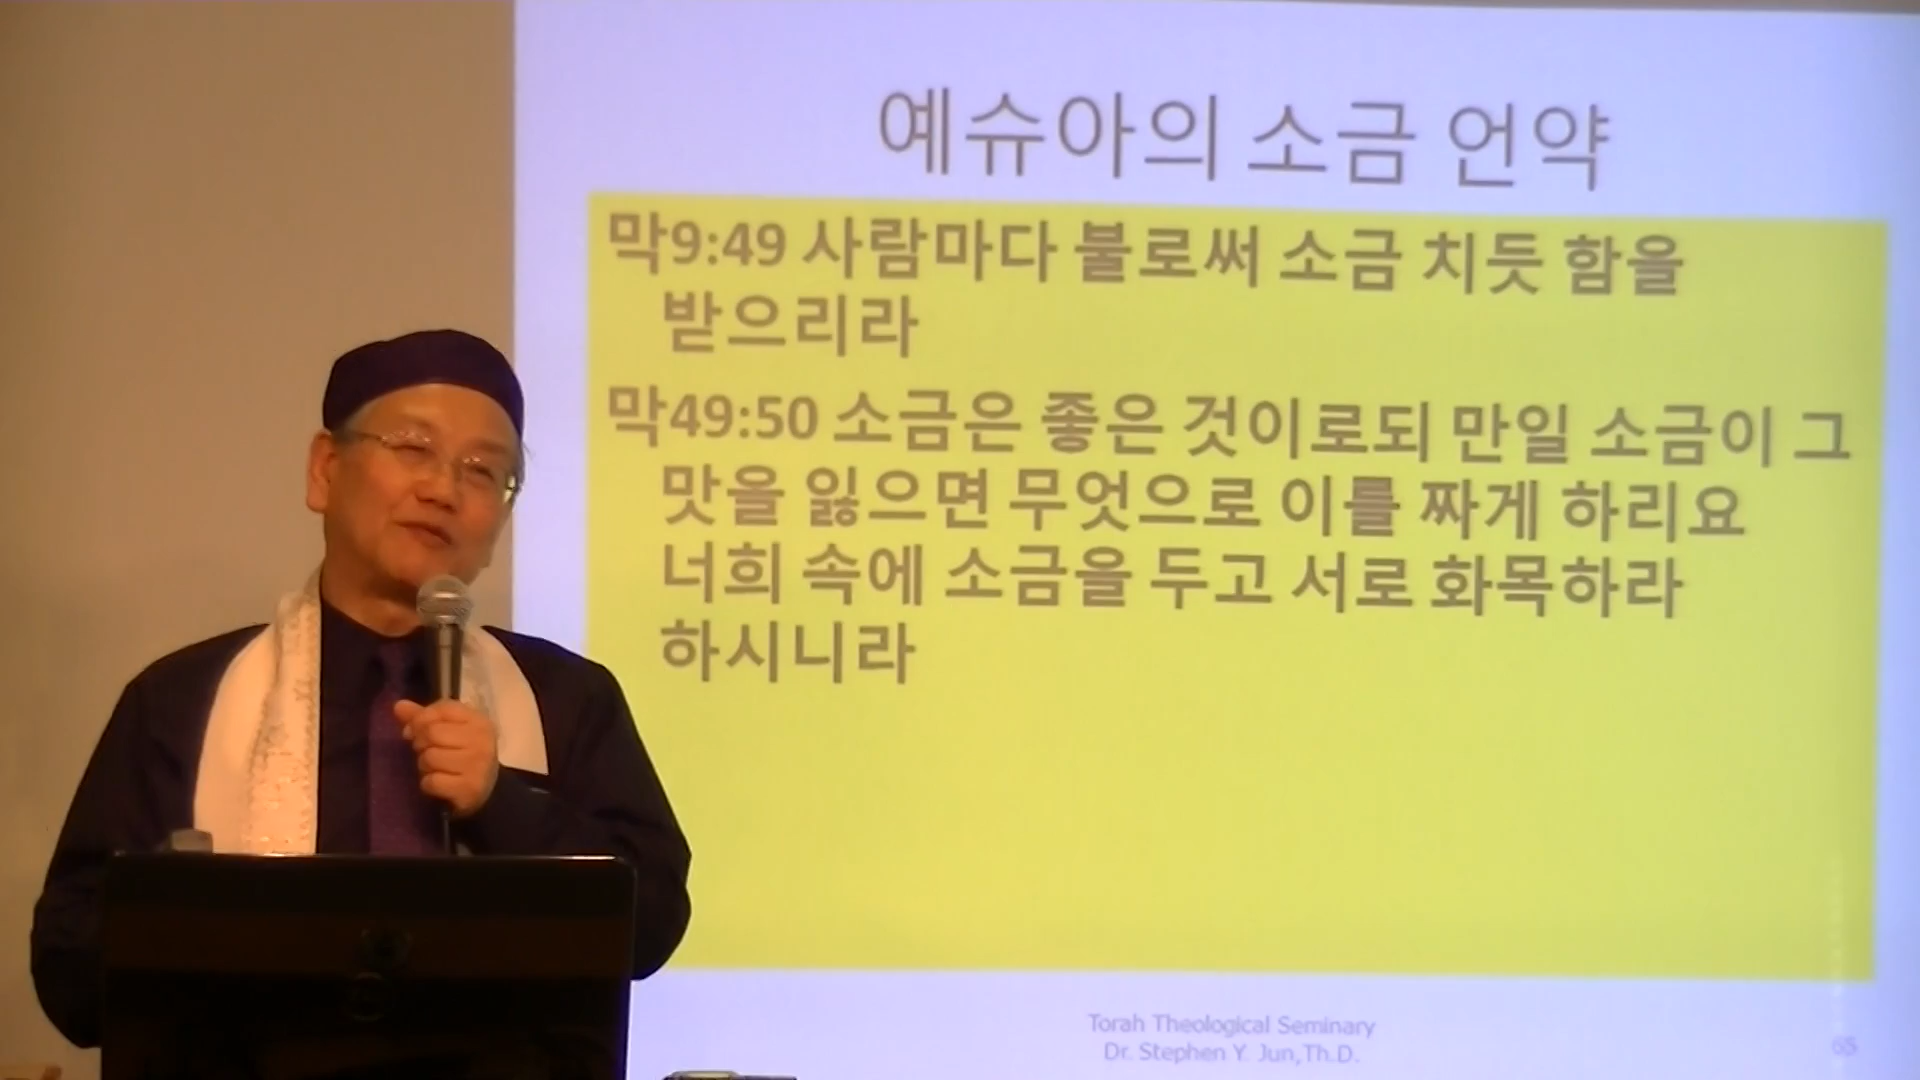 예슈아의 소금 언약
막9:49 사람마다 불로써 소금 치듯 함을
받으리라
막49:50 소금은 좋은 것이로되 만일 소금이 그
맛을 잃으면 무엇으로 이를 짜게 하리요
너희 속에 소금을 두고 서로 화목하라
하시니라
Torah Theological Seminary
Dr. Stephen Y. Jun,Th.D.
65